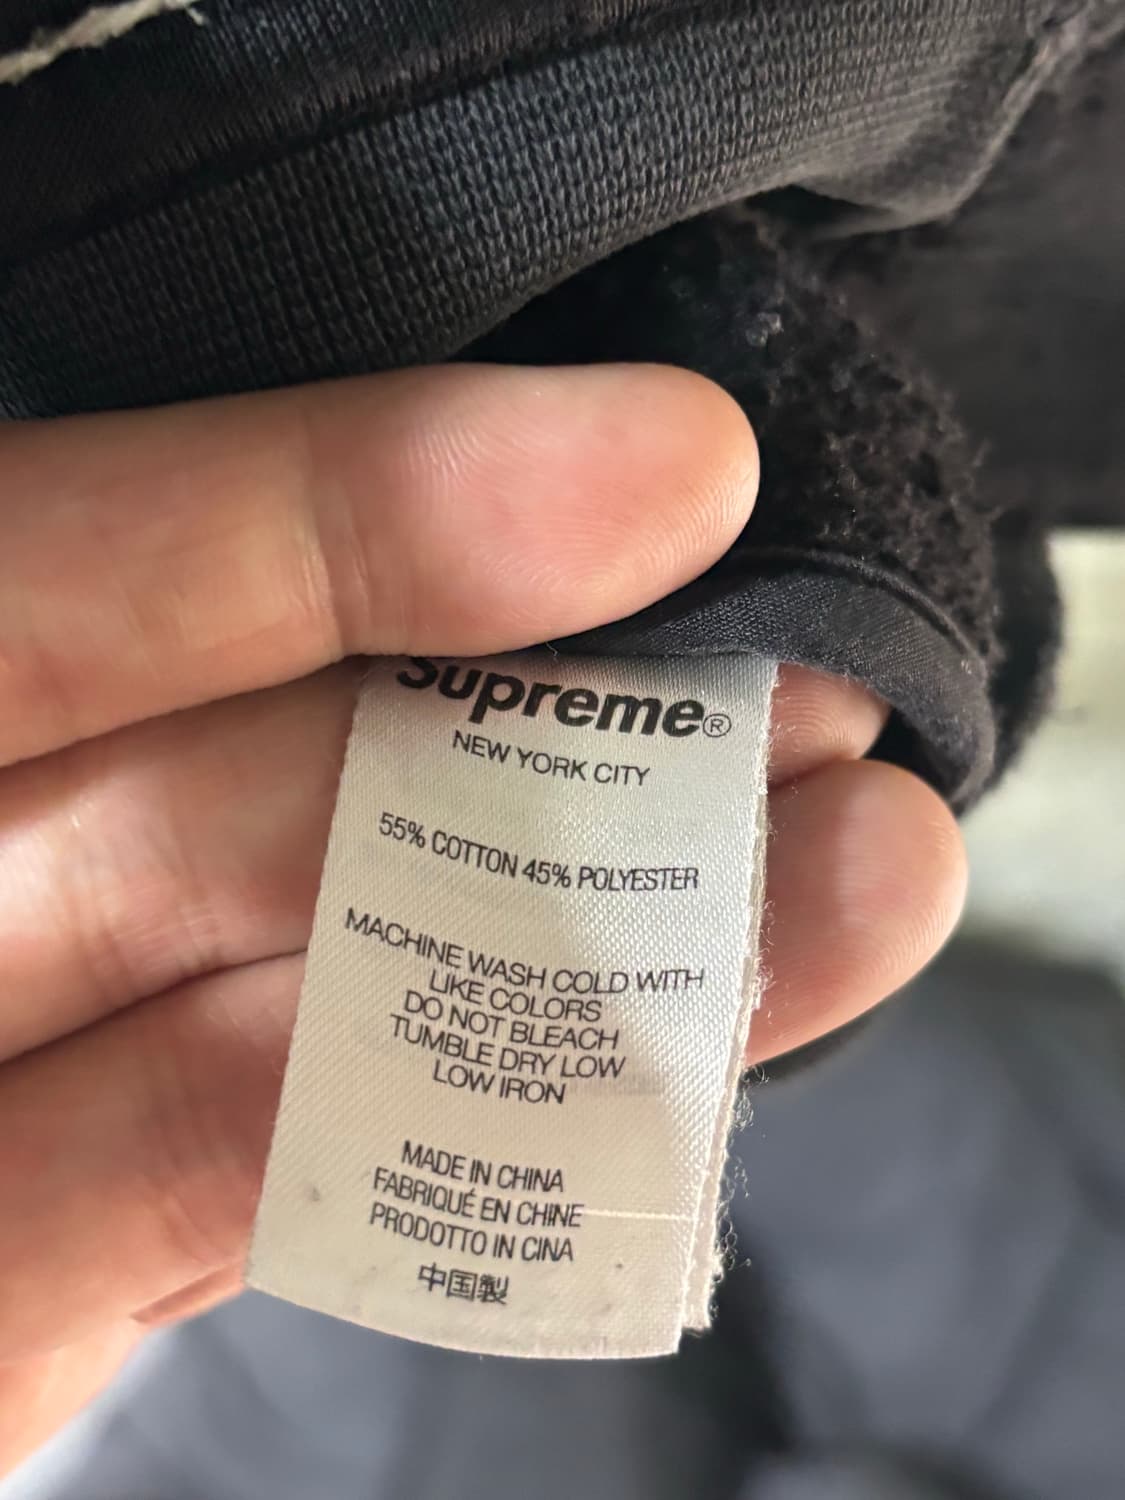 Supreme®
NEW YORK CITY
55% COTTON 45% POLYESTER
MACHINE WASH COLD WITH
LIKE COLORS
DO NOT BLEACH
TUMBLE DRY LOW
LOW IRON
MADE IN CHINA
FABRIQUÉ EN CHINE
PRODOTTO IN CINA
中国製